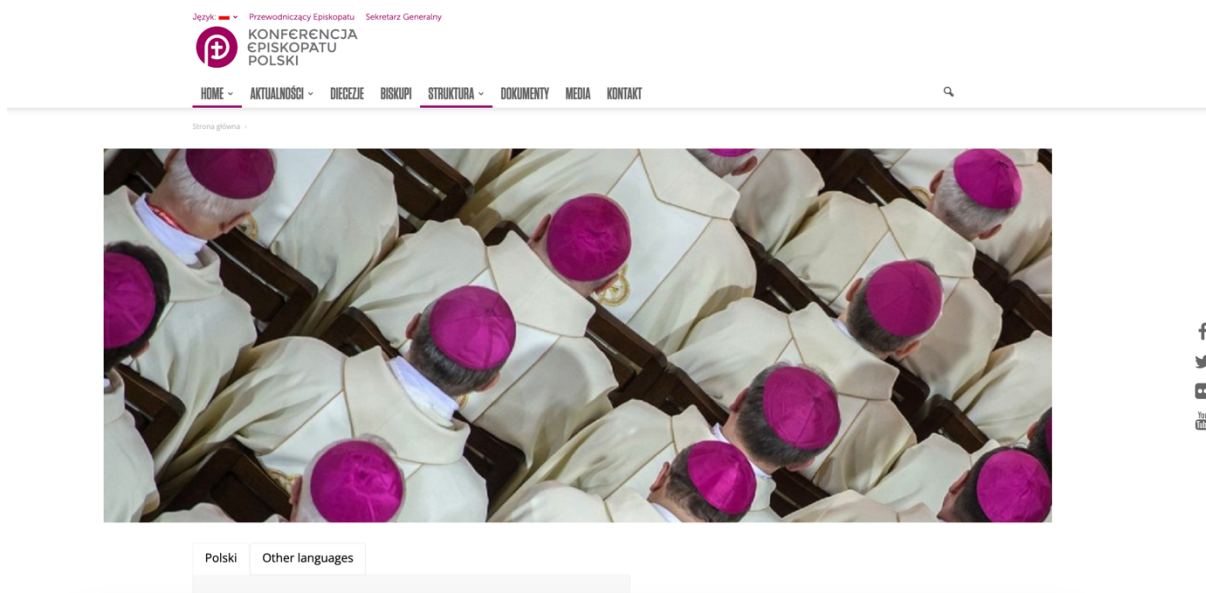 Język:
Przewodniczący Episkopatu
Sekretarz Generalny
KONFERENCJA
EPISKOPATU
POLSKI
HOME AKTUALNOŚCI DIECEZJE BISKUPI STRUKTURA DOKUMENTY MEDIA KONTAKT
Strona główna ›
Polski Other languages